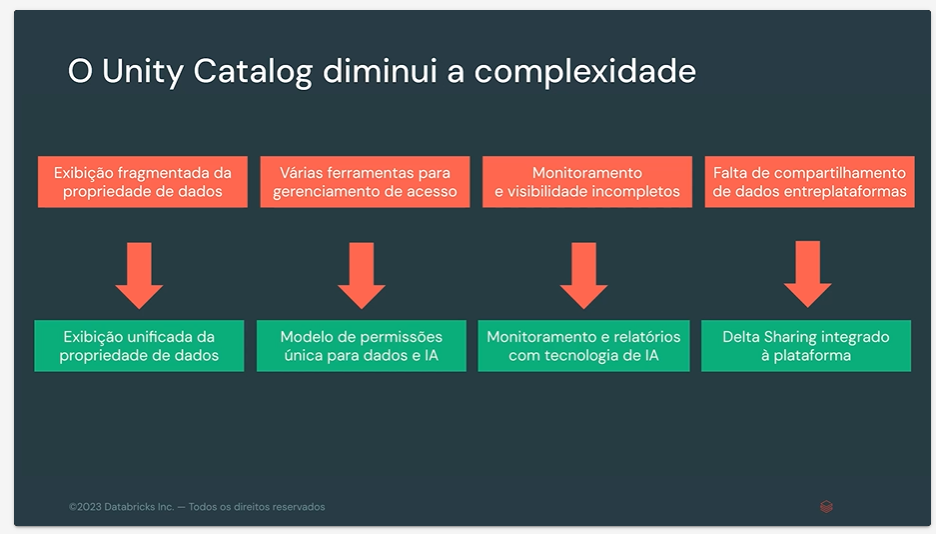 O Unity Catalog diminui a complexidade
Exibição fragmentada da
propriedade de dados
Várias ferramentas para
gerenciamento de acesso
Monitoramento
e visibilidade incompletos
Falta de compartilhamento
de dados entreplataformas
Exibição unificada da
propriedade de dados
Modelo de permissões
única para dados e IA
Monitoramento e relatórios
com tecnologia de IA
Delta Sharing integrado
à plataforma
©2023 Databricks Inc. — Todos os direitos reservados